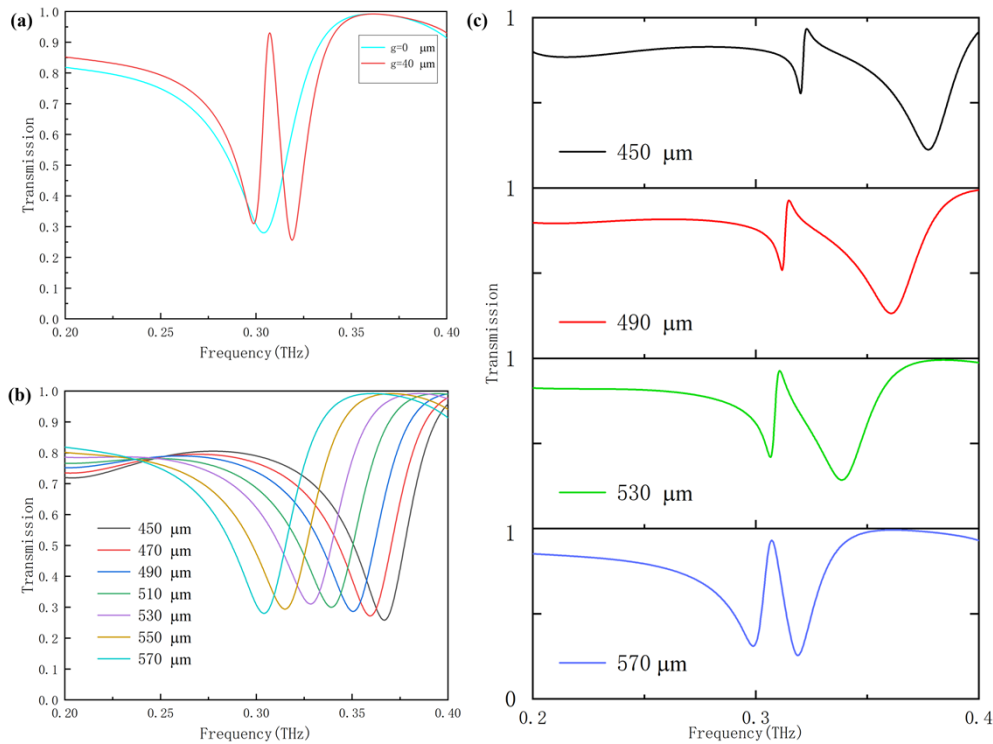 (a)
1.0
0.9
0.8
0.7
0.6
0.5
0.4
0.3
0.2
0.1
0.0
Transmission
g=0 μm
g=40 μm
0.20 0.25 0.30 0.35 0.40
Frequency(THz)
(b)
1.0
0.9
0.8
0.7
0.6
0.5
0.4
0.3
0.2
0.1
0.0
Transmission
450 μm
470 μm
490 μm
510 μm
530 μm
550 μm
570 μm
0.20 0.25 0.30 0.35 0.40
Frequency(THz)
(c)
1
450 μm
1
490 μm
Transmission
1
530 μm
1
570 μm
0
0.2 0.3 0.4
Frequency(THz)